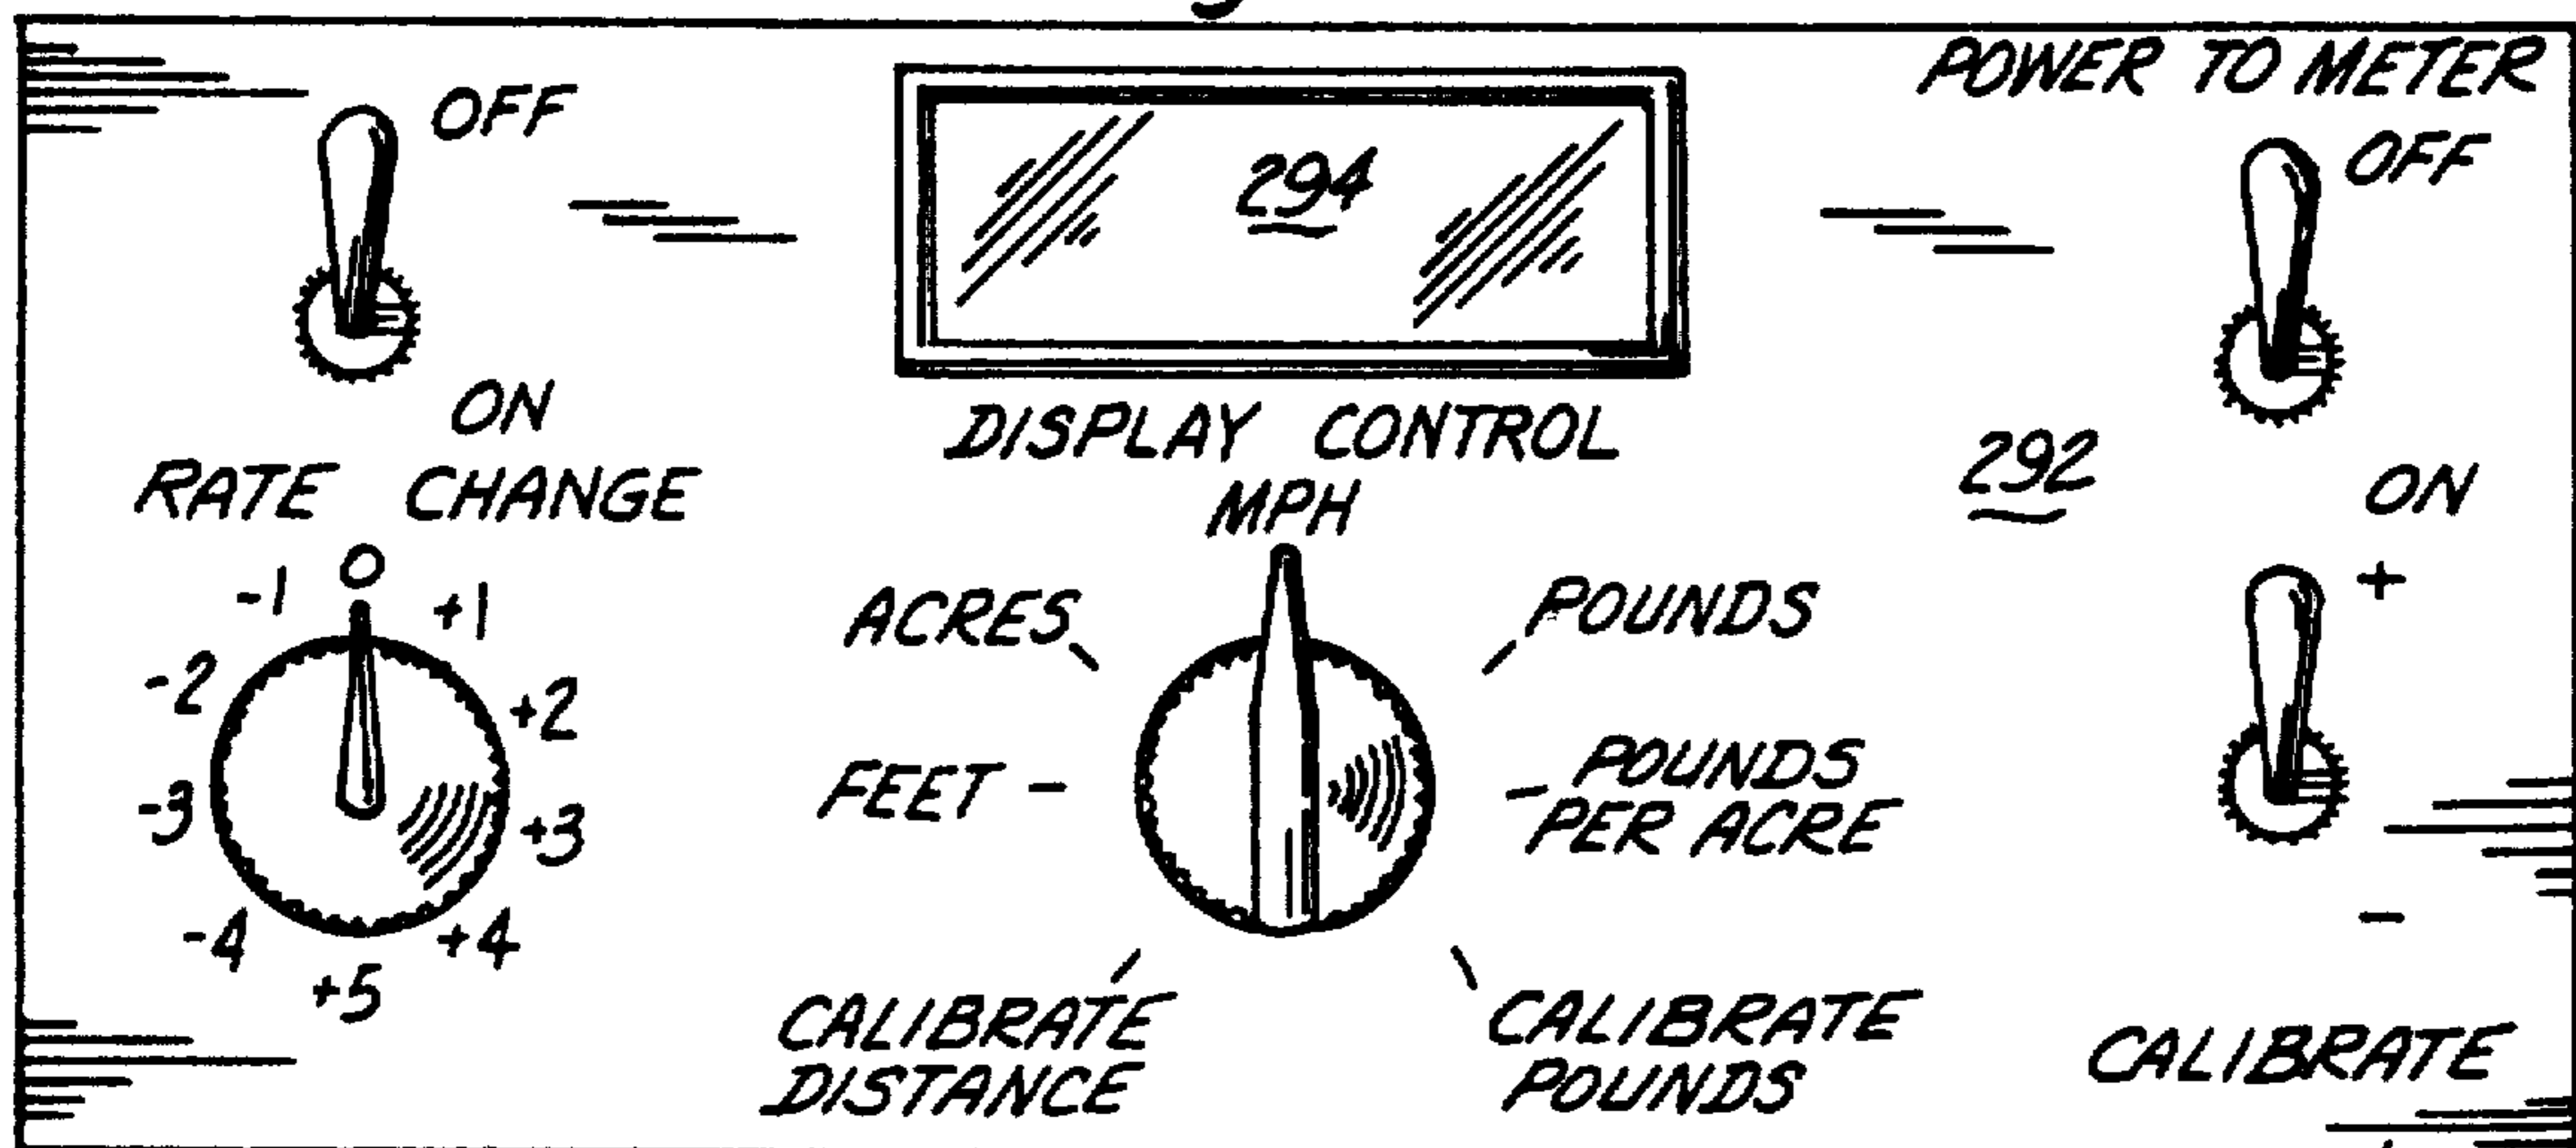 POWER TO METER
OFF
294
OFF
ON
DISPLAY CONTROL
292
ON
RATE CHANGE
MPH
0
-1
+1
-2
+2
-3
+3
-4
+4
+5
ACRES
POUNDS
FEET -
- POUNDS
PER ACRE
CALIBRATE
DISTANCE
CALIBRATE
POUNDS
+
-
CALIBRATE